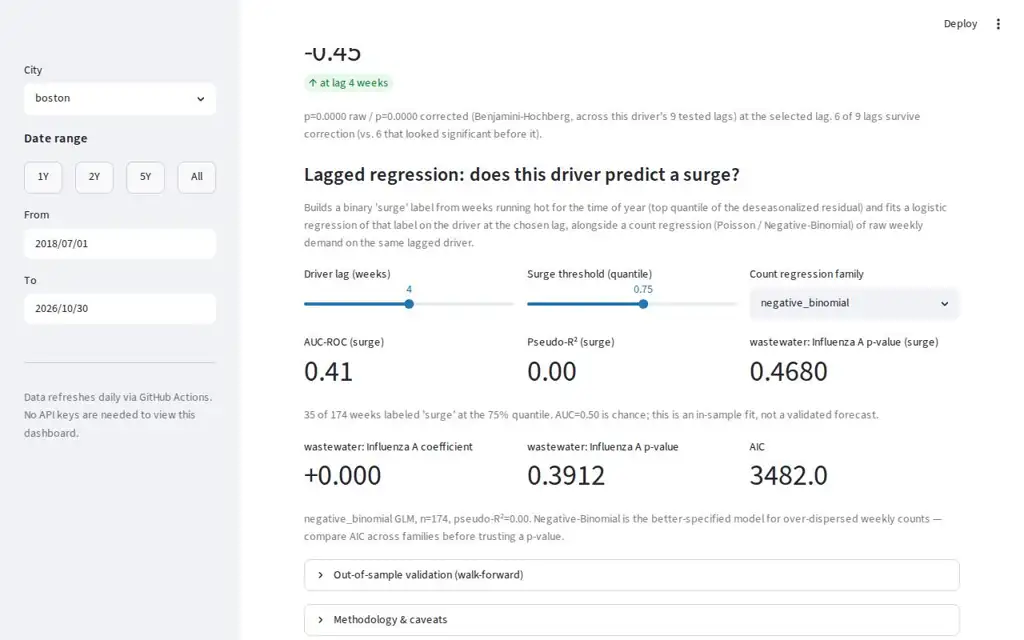 Deploy
City
boston
Date range
1Y
2Y
5Y
All
From
2018/07/01
To
2026/10/30
Data refreshes daily via GitHub Actions.
No API keys are needed to view this
dashboard.
-0.45
↑ at lag 4 weeks
p=0.0000 raw / p=0.0000 corrected (Benjamini-Hochberg, across this driver's 9 tested lags) at the selected lag. 6 of 9 lags survive
correction (vs. 6 that looked significant before it).
Lagged regression: does this driver predict a surge?
Builds a binary 'surge' label from weeks running hot for the time of year (top quantile of the deseasonalized residual) and fits a logistic
regression of that label on the driver at the chosen lag, alongside a count regression (Poisson / Negative-Binomial) of raw weekly
demand on the same lagged driver.
Driver lag (weeks)
4
Surge threshold (quantile)
0.75
Count regression family
negative_binomial
AUC-ROC (surge)
0.41
Pseudo-R² (surge)
0.00
wastewater: Influenza A p-value (surge)
0.4680
35 of 174 weeks labeled 'surge' at the 75% quantile. AUC=0.50 is chance; this is an in-sample fit, not a validated forecast.
wastewater: Influenza A coefficient
+0.000
wastewater: Influenza A p-value
0.3912
AIC
3482.0
negative_binomial GLM, n=174, pseudo-R²=0.00. Negative-Binomial is the better-specified model for over-dispersed weekly counts —
compare AIC across families before trusting a p-value.
Out-of-sample validation (walk-forward)
Methodology & caveats